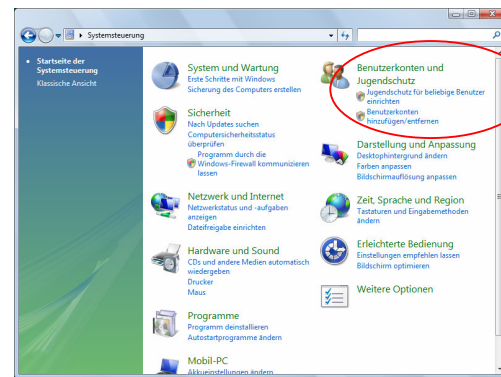 Systemsteuerung
Startseite der
Systemsteuerung
Klassische Ansicht
System und Wartung
Erste Schritte mit Windows
Sicherung des Computers erstellen
Sicherheit
Nach Updates suchen
Computersicherheitsstatus
überprüfen
Programm durch die
Windows-Firewall kommunizieren
lassen
Netzwerk und Internet
Netzwerkstatus und -aufgaben
anzeigen
Dateifreigabe einrichten
Hardware und Sound
CDs und andere Medien automatisch
wiedergeben
Drucker
Maus
Programme
Programm deinstallieren
Autostartprogramme ändern
Mobil-PC
Akkueinstellungen ändern
Benutzerkonten und
Jugendschutz
Jugendschutz für beliebige Benutzer
einrichten
Benutzerkonten
hinzufügen/entfernen
Darstellung und Anpassung
Desktophintergrund ändern
Farben anpassen
Bildschirmauflösung anpassen
Zeit, Sprache und Region
Tastaturen und Eingabemethoden
ändern
Erleichterte Bedienung
Einstellungen empfehlen lassen
Bildschirm optimieren
Weitere Optionen